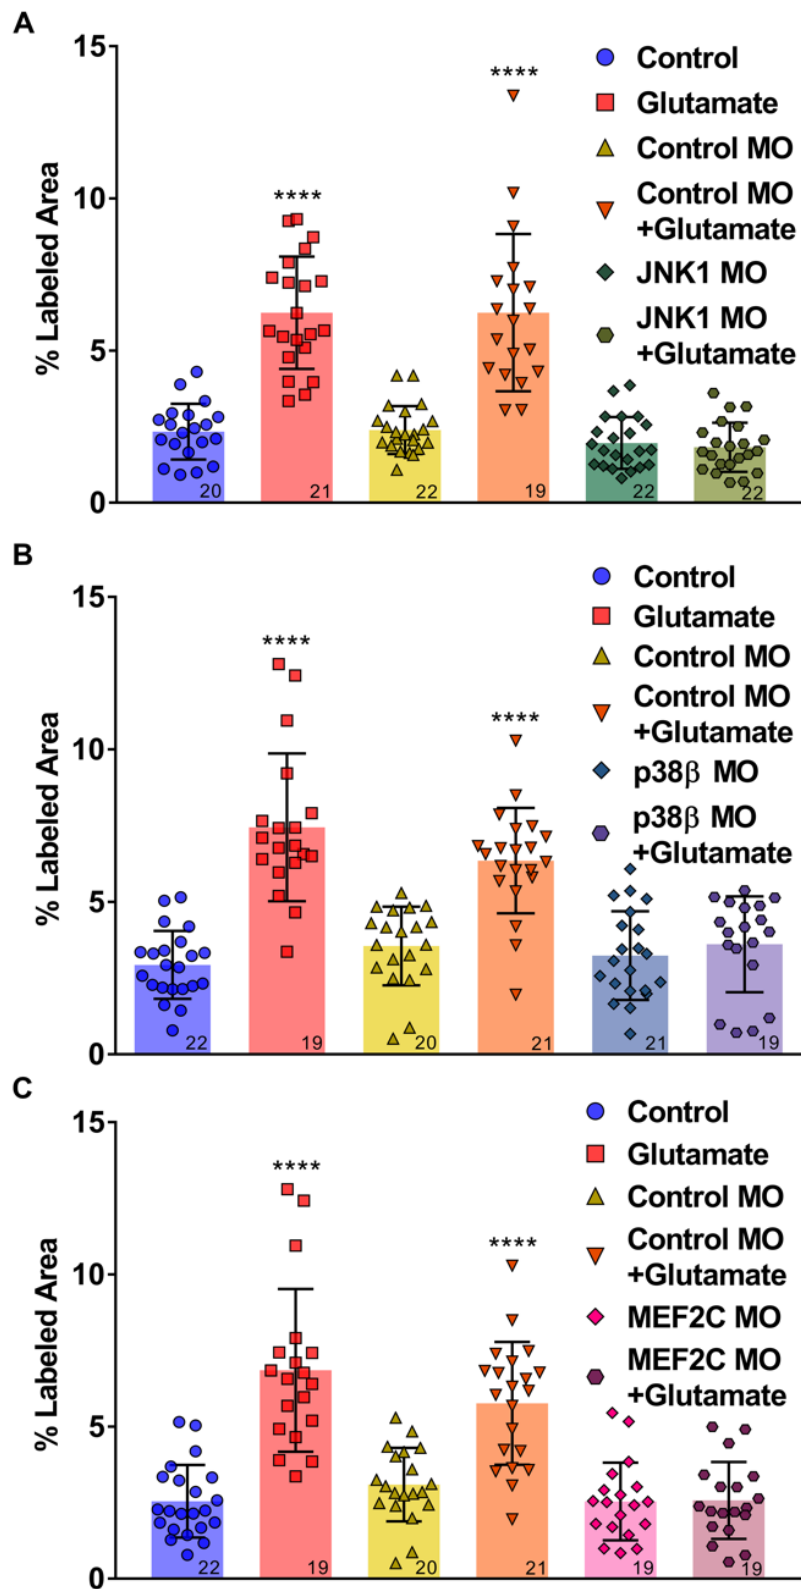 A
15
10
5
0
% Labeled Area
****
****
Control
Glutamate
Control MO
Control MO
+Glutamate
JNK1 MO
JNK1 MO
+Glutamate
20
21
22
19
22
22
B
15
10
5
0
% Labeled Area
****
****
Control
Glutamate
Control MO
Control MO
+Glutamate
p38β MO
p38β MO
+Glutamate
22
19
20
21
21
19
C
15
10
5
0
% Labeled Area
****
****
Control
Glutamate
Control MO
Control MO
+Glutamate
MEF2C MO
MEF2C MO
+Glutamate
22
19
20
21
19
19